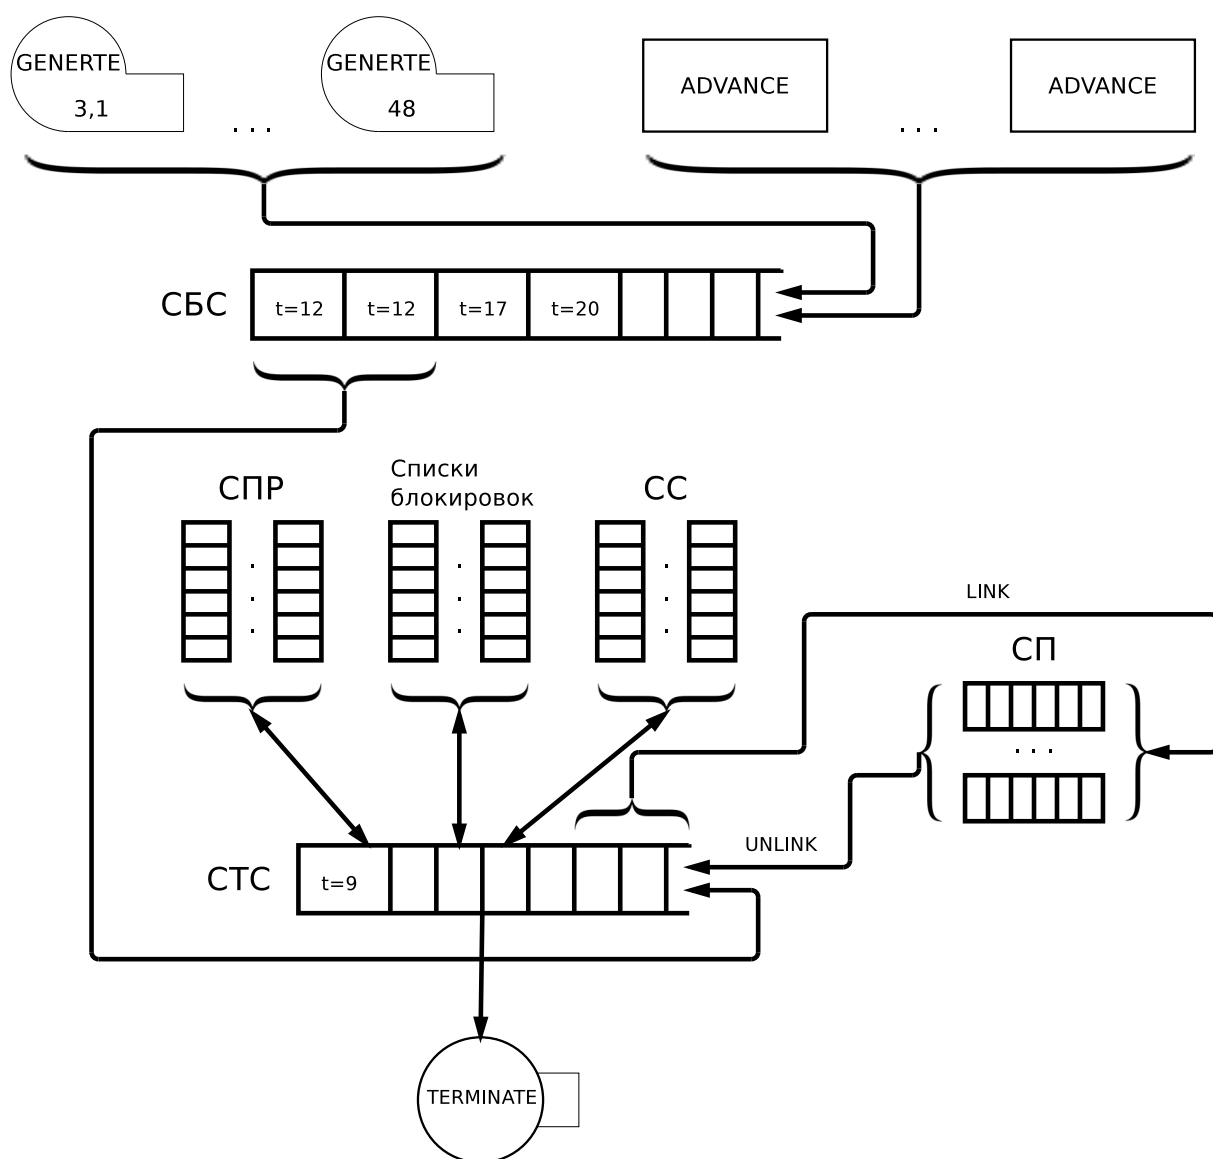 GENERTE
3,1
. . .
GENERTE
48
ADVANCE
. . .
ADVANCE
СБС
t=12
t=12
t=17
t=20
СПР
Списки
блокировок
СС
LINK
СП
. . .
UNLINK
СТС
t=9
TERMINATE